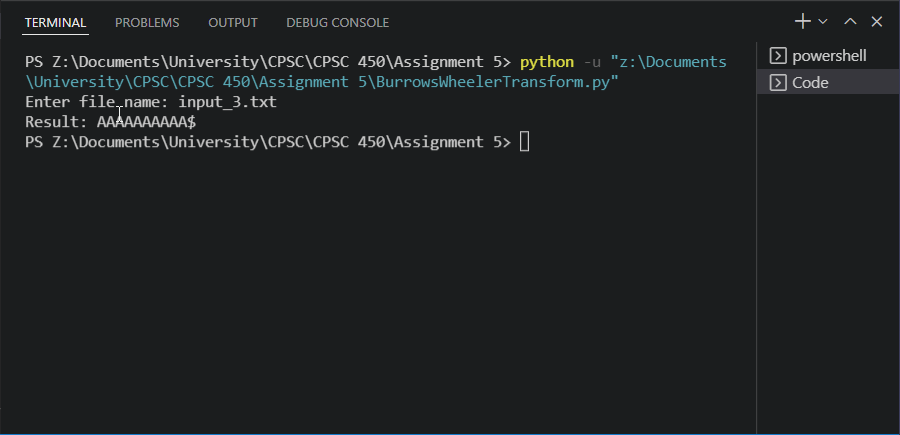 TERMINAL PROBLEMS OUTPUT DEBUG CONSOLE
PS Z:\Documents\University\CPSC\CPSC 450\Assignment 5> python -u "z:\Documents
\University\CPSC\CPSC 450\Assignment 5\BurrowsWheelerTransform.py"
Enter file name: input_3.txt
Result: AAAAAAAAAA$
PS Z:\Documents\University\CPSC\CPSC 450\Assignment 5>
powershell
Code